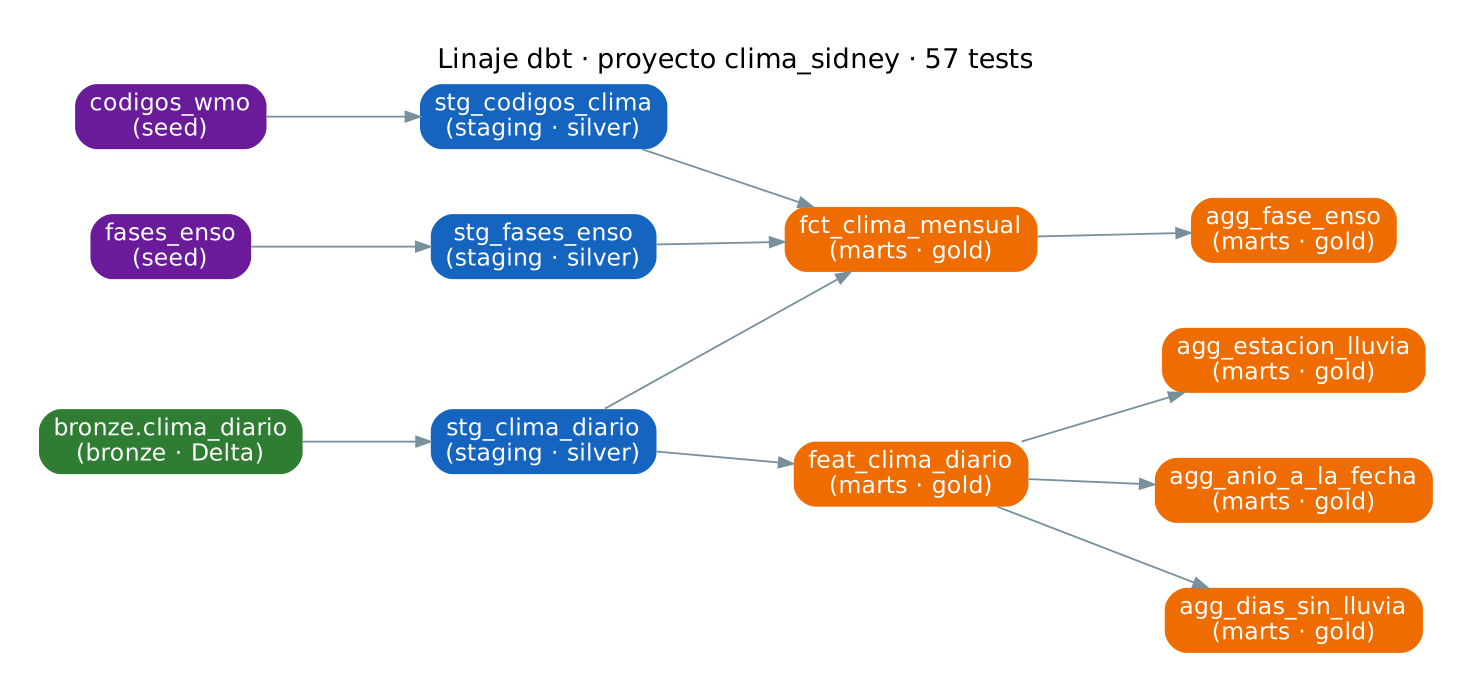 Linaje dbt · proyecto clima_sidney · 57 tests
codigos_wmo
(seed)
stg_codigos_clima
(staging · silver)
fases_enso
(seed)
stg_fases_enso
(staging · silver)
fct_clima_mensual
(marts · gold)
agg_fase_enso
(marts · gold)
agg_estacion_lluvia
(marts · gold)
bronze.clima_diario
(bronze · Delta)
stg_clima_diario
(staging · silver)
feat_clima_diario
(marts · gold)
agg_anio_a_la_fecha
(marts · gold)
agg_dias_sin_lluvia
(marts · gold)